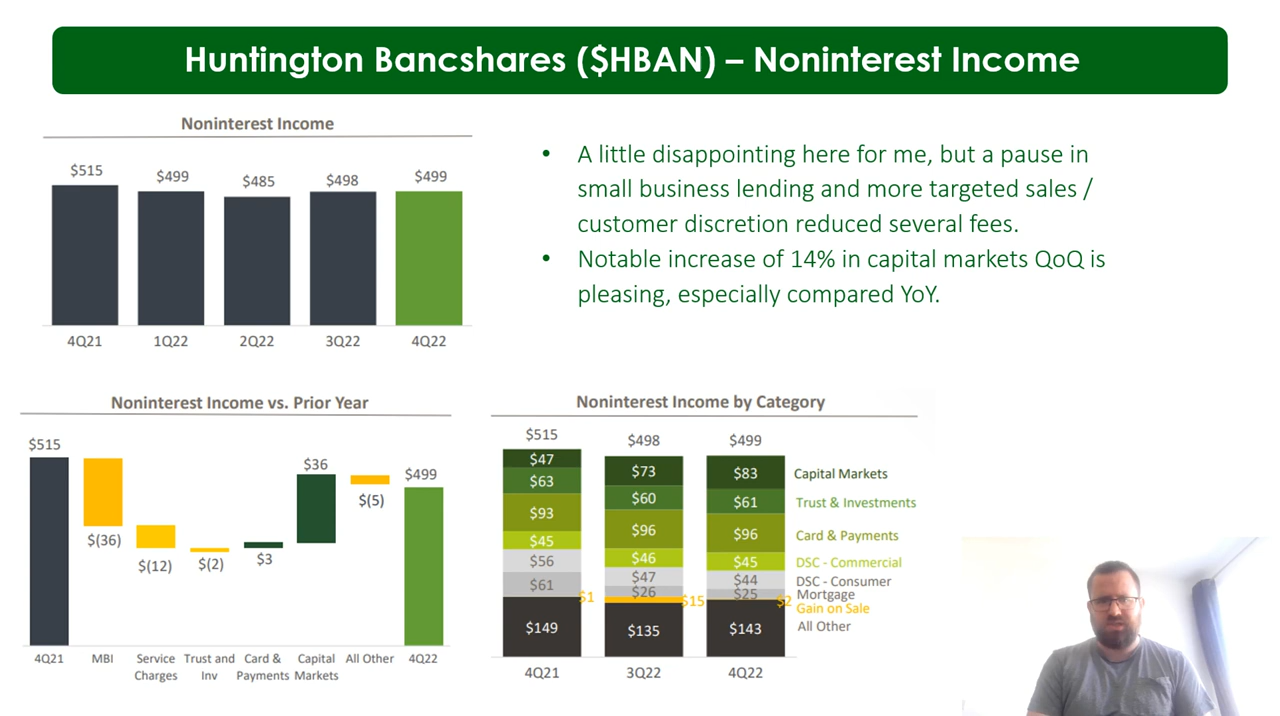 Huntington Bancshares ($HBAN) – Noninterest Income
Noninterest Income
$515
$499
$485
$498
$499
4Q21
1Q22
2Q22
3Q22
4Q22
• A little disappointing here for me, but a pause in
small business lending and more targeted sales /
customer discretion reduced several fees.
• Notable increase of 14% in capital markets QoQ is
pleasing, especially compared YoY.
Noninterest Income vs. Prior Year
$515
$(36)
$(12)
$(2)
$3
$36
$(5)
$499
4Q21
MBI
Service
Charges
Trust and
Inv
Card &
Payments
Capital
Markets
All Other
4Q22
Noninterest Income by Category
$515
$47
$63
$93
$45
$56
$61
$1
$149
4Q21
$498
$73
$60
$96
$46
$47
$26
$15
$135
3Q22
$499
$83
$61
$96
$45
$44
$25
$2
$143
4Q22
Capital Markets
Trust & Investments
Card & Payments
DSC - Commercial
DSC - Consumer
Mortgage
Gain on Sale
All Other